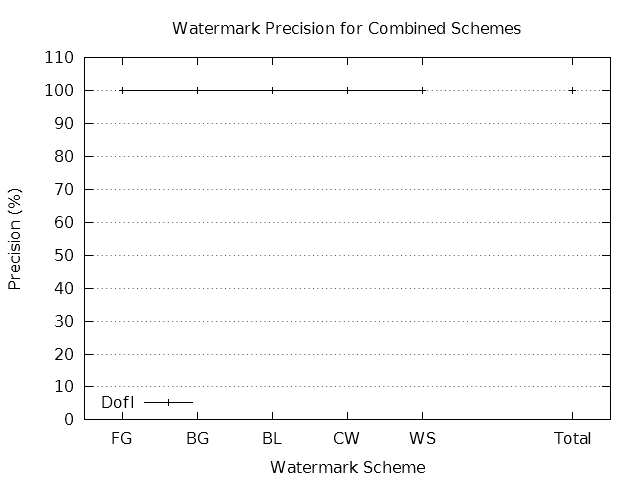 Watermark Precision for Combined Schemes
110
100
90
80
70
60
50
40
30
20
10
0
Precision (%)
Dofl
FG BG BL CW WS Total
Watermark Scheme